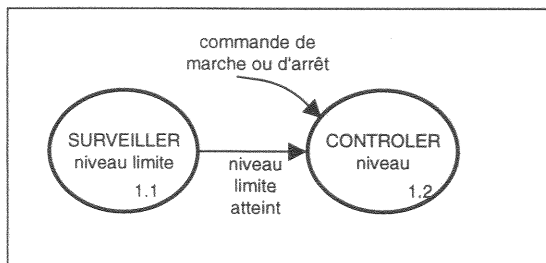 commande de
marche ou d'arrêt
SURVEILLER
niveau limite
1.1
niveau
limite
atteint
CONTROLER
niveau
1.2